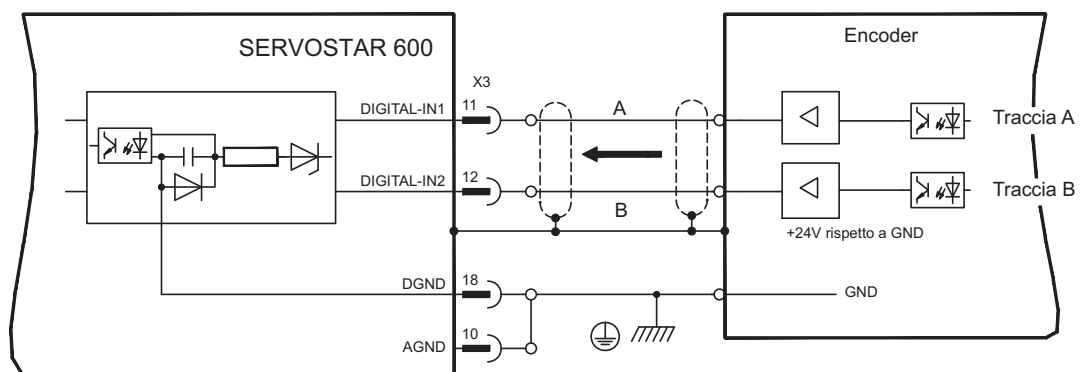 SERVOSTAR 600
Encoder
X3
DIGITAL-IN1
11
A
Traccia A
DIGITAL-IN2
12
B
Traccia B
+24V rispetto a GND
DGND
18
GND
AGND
10